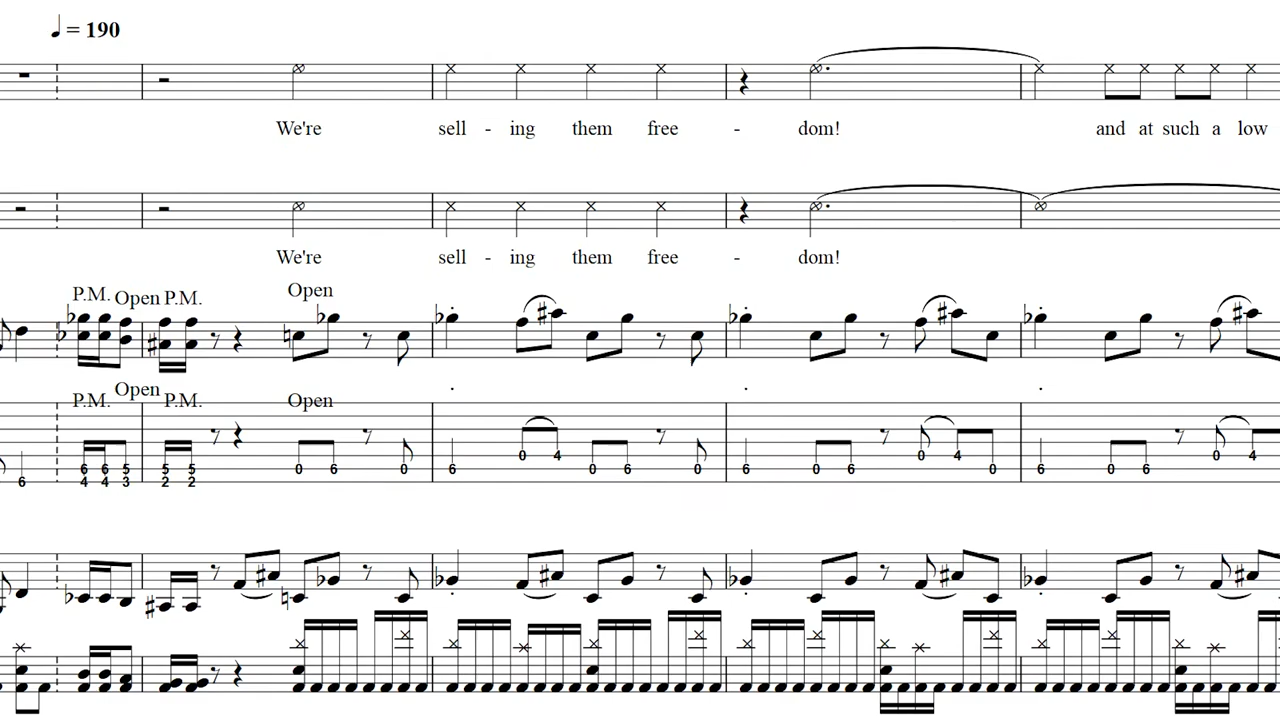 ♩ = 190
We're sell - ing them free - dom! and at such a low
We're sell - ing them free - dom!
P.M. Open P.M. Open
P.M. Open P.M. Open
0 4 0 4 0 4
6 6 5 5 5 0 6 0 6 0 6 0 6 0 6 0 6 0 6
6 4 4 3 2 2